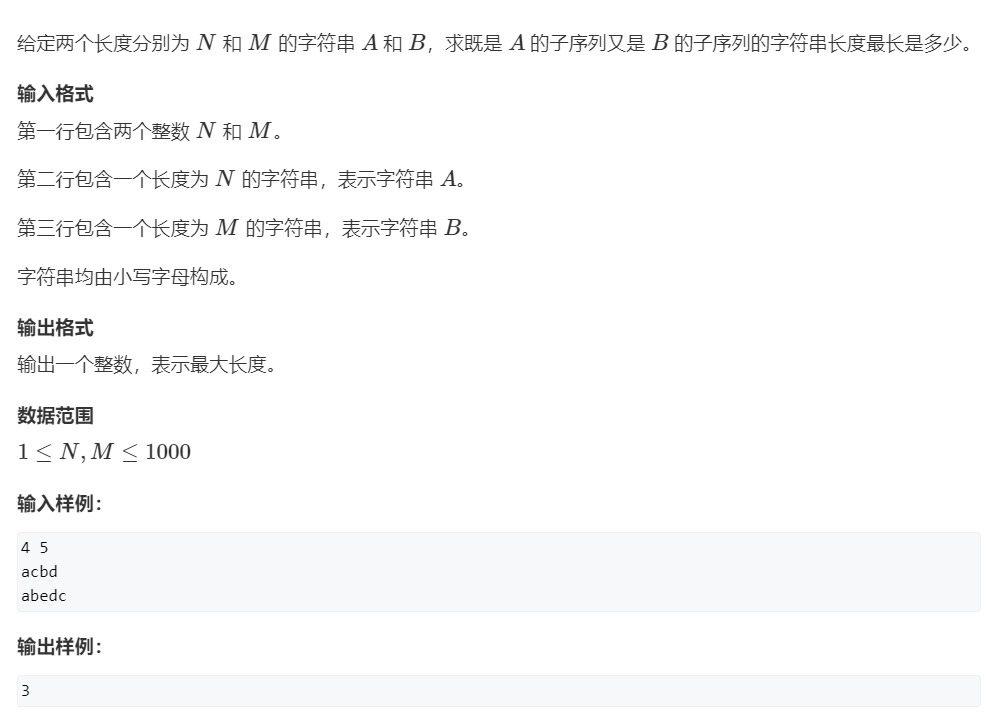 给定两个长度分别为 N 和 M 的字符串 A 和 B，求既是 A 的子序列又是 B 的子序列的字符串长度最长是多少。
输入格式
第一行包含两个整数 N 和 M。
第二行包含一个长度为 N 的字符串，表示字符串 A。
第三行包含一个长度为 M 的字符串，表示字符串 B。
字符串均由小写字母构成。
输出格式
输出一个整数，表示最大长度。
数据范围
1 ≤ N, M ≤ 1000
输入样例：
4 5
acbd
abedc
输出样例：
3